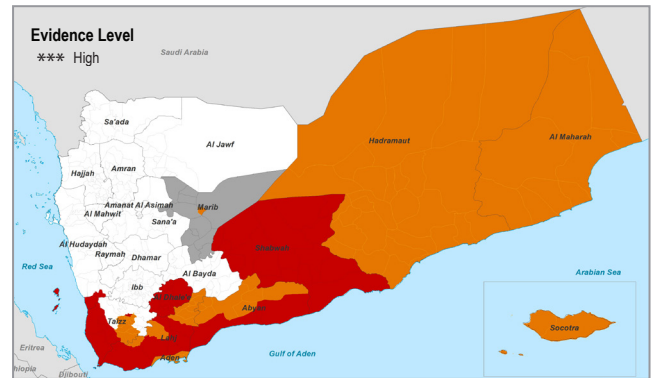 Evidence Level
*** High
Saudi Arabia
Sa'ada
Al Jawf
Hadramaut
Al Maharah
Hajjah
Amran
Amanat Al Asimah
Marib
Al Mahwit
Sana'a
Al Hudaydah
Raymah
Dhamar
Al Bayda
Red Sea
Arabian Sea
Ibb
Abyan
Taizz
Socotra
Eritrea
Aden
Gulf of Aden
Djibouti